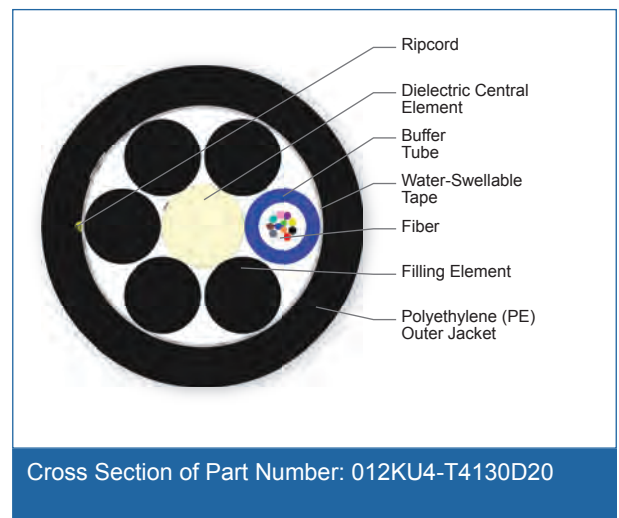 Ripcord
Dielectric Central
Element
Buffer
Tube
Water-Swellable
Tape
Fiber
Filling Element
Polyethylene (PE)
Outer Jacket
Cross Section of Part Number: 012KU4-T4130D20